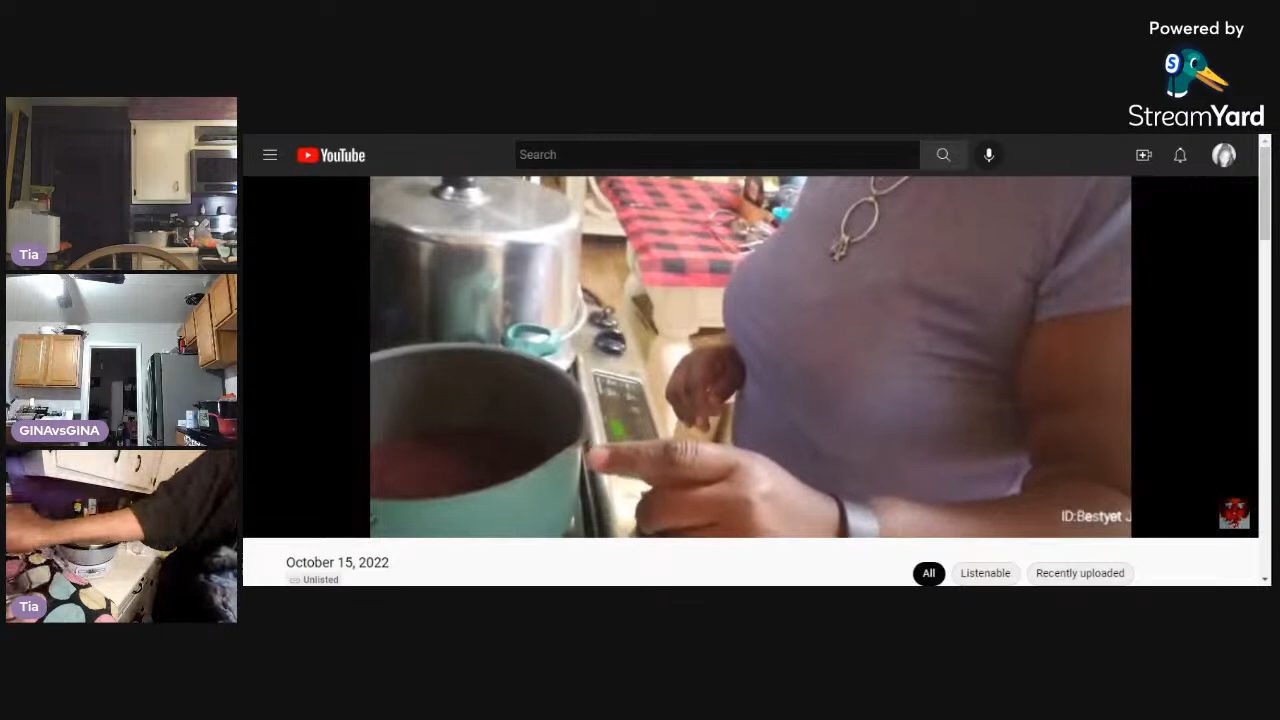 Powered by
StreamYard
YouTube
Search
Tia
GINAvsGINA
Tia
ID:Bestyet J
October 15, 2022
Unlisted
All
Listenable
Recently uploaded